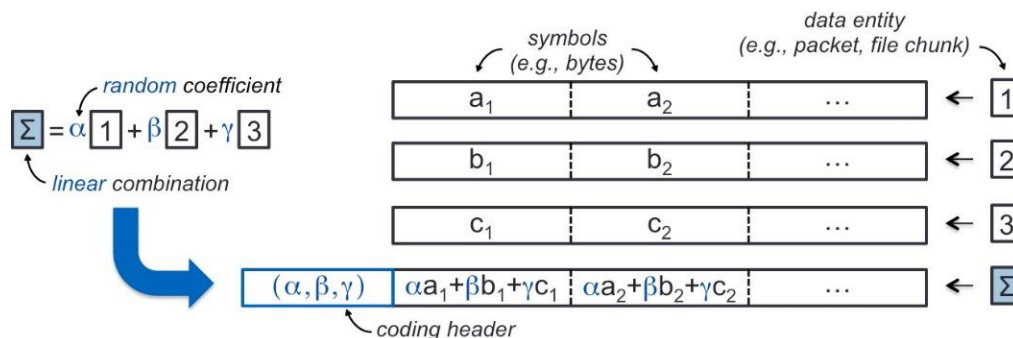 symbols
(e.g., bytes)
data entity
(e.g., packet, file chunk)
random coefficient
Σ = α 1 + β 2 + γ 3
linear combination
a₁ a₂ ... ← 1
b₁ b₂ ... ← 2
c₁ c₂ ... ← 3
(α,β,γ) αa₁+βb₁+γc₁ αa₂+βb₂+γc₂ ... ← Σ
coding header